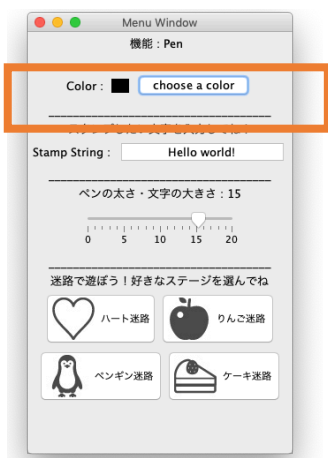 Menu Window
機能 : Pen
Color :
choose a color
Stamp String :
Hello world!
ペンの太さ・文字の大きさ : 15
0 5 10 15 20
迷路で遊ぼう！好きなステージを選んでね
ハート迷路
りんご迷路
ペンギン迷路
ケーキ迷路